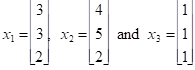 x₁ = [3 3, 2], x₂ = [4 5 2] and x₃ = [1 1 1]